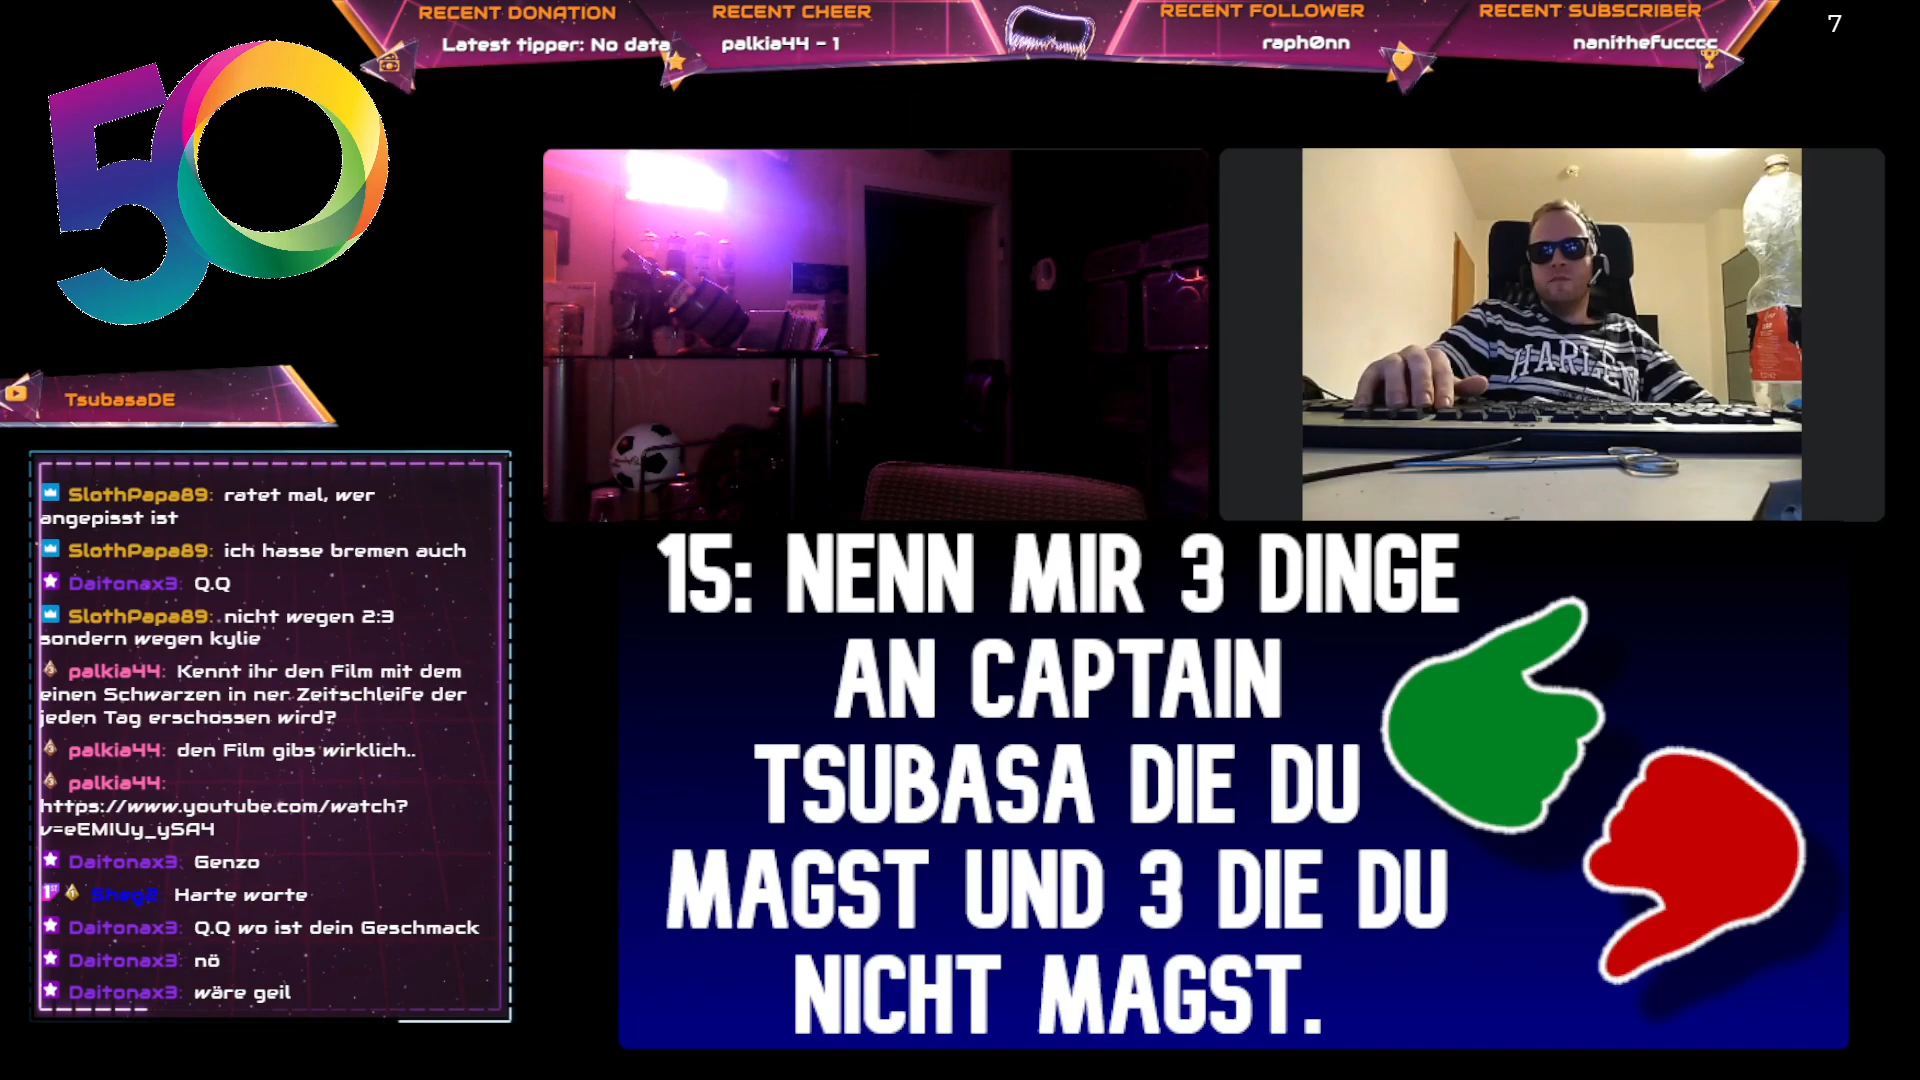 RECENT DONATION
Latest tipper: No data
RECENT CHEER
palkia44 - 1
RECENT FOLLOWER
raph0nn
RECENT SUBSCRIBER
nanithefucccc
7
50
TsubasaDE
SlothPapa89: ratet mal, wer
angepisst ist
SlothPapa89: ich hasse bremen auch
Daitonax3: Q.Q
SlothPapa89: nicht wegen 2:3
sondern wegen kylie
palkia44: Kennt ihr den Film mit dem
einen Schwarzen in ner Zeitschleife der
jeden Tag erschossen wird?
palkia44: den Film gibs wirklich..
palkia44:
https://www.youtube.com/watch?
v=eEMIUy_ySA4
Daitonax3: Genzo
Sheg2: Harte worte
Daitonax3: Q.Q wo ist dein Geschmack
Daitonax3: nö
Daitonax3: wäre geil
HARLEM
15: NENN MIR 3 DINGE
AN CAPTAIN
TSUBASA DIE DU
MAGST UND 3 DIE DU
NICHT MAGST.